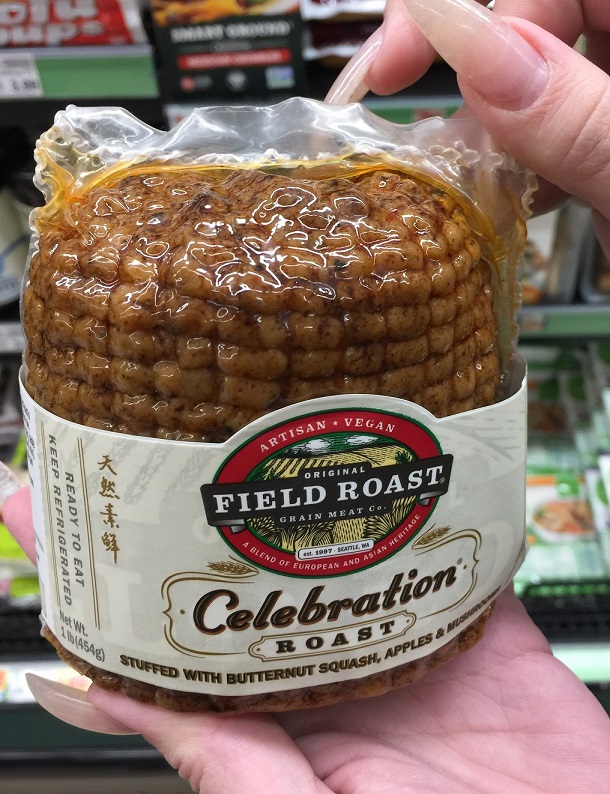 SMART GROUND
ARTISAN • VEGAN
ORIGINAL
FIELD ROAST®
GRAIN MEAT Co.
est. 1997 · SEATTLE, WA
A BLEND OF EUROPEAN AND ASIAN HERITAGE
Celebration
ROAST
STUFFED WITH BUTTERNUT SQUASH, APPLES & MUSHROOMS
天然素鲜
READY TO EAT
KEEP REFRIGERATED
Net Wt.
1 lb(454g)